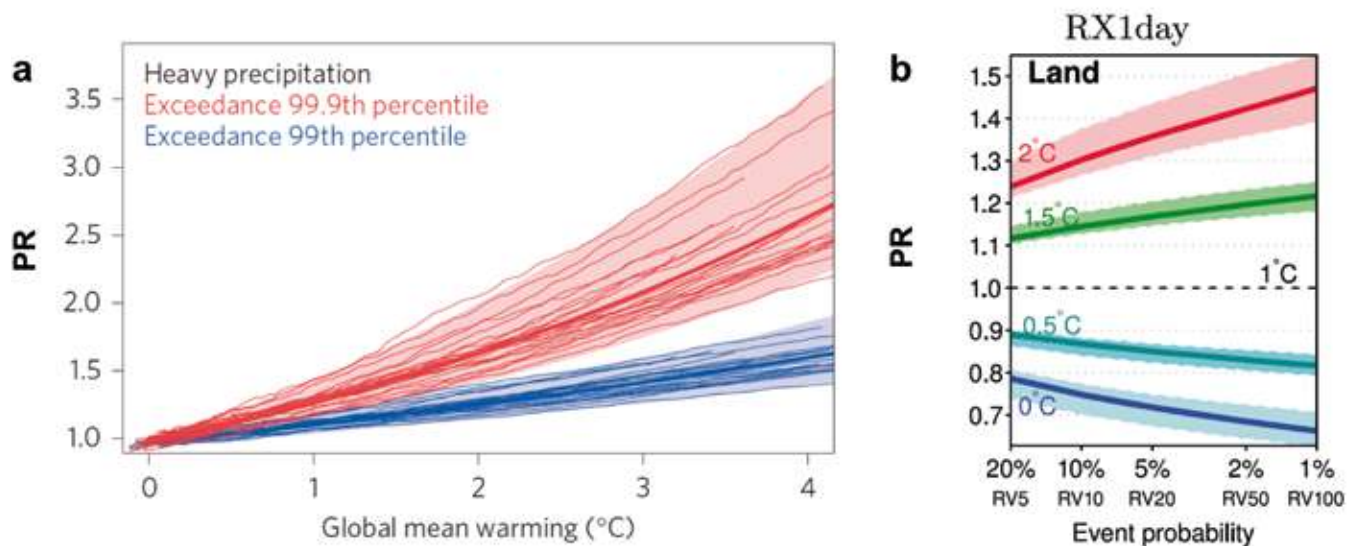 a
Heavy precipitation
Exceedance 99.9th percentile
Exceedance 99th percentile
PR
3.5
3.0
2.5
2.0
1.5
1.0
0 1 2 3 4
Global mean warming (°C)
RX1day
b
Land
PR
1.5
1.4
1.3
1.2
1.1
1.0
0.9
0.8
0.7
2°C
1.5°C
1°C
0.5°C
0°C
20% 10% 5% 2% 1%
RV5 RV10 RV20 RV50 RV100
Event probability